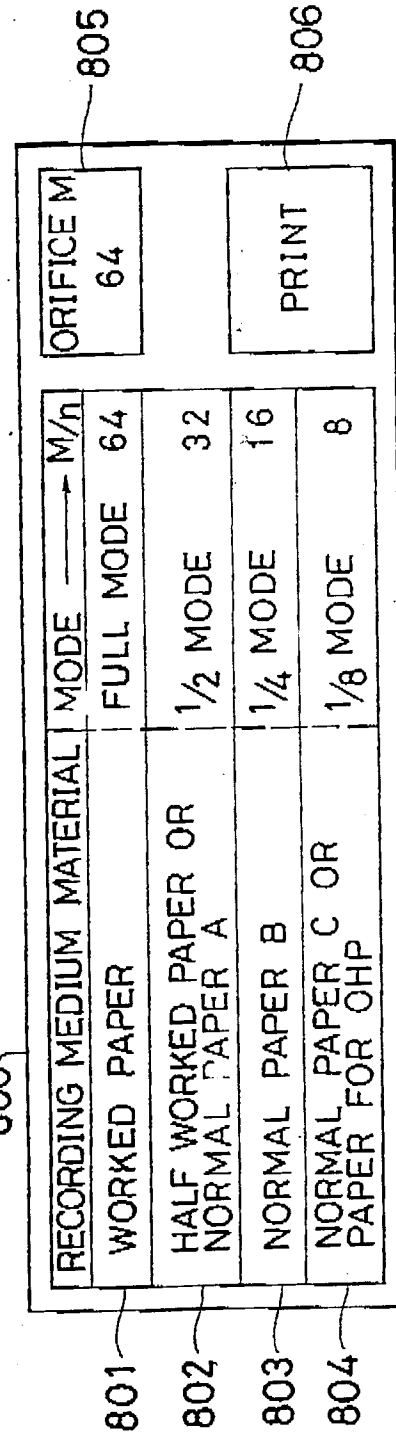 RECORDING MEDIUM MATERIAL MODE → M/n
WORKED PAPER FULL MODE 64
HALF WORKED PAPER OR
NORMAL PAPER A 1/2 MODE 32
NORMAL PAPER B 1/4 MODE 16
NORMAL PAPER C OR
PAPER FOR OHP 1/8 MODE 8
ORIFICE M
64
PRINT
801
802
803
804
805
806